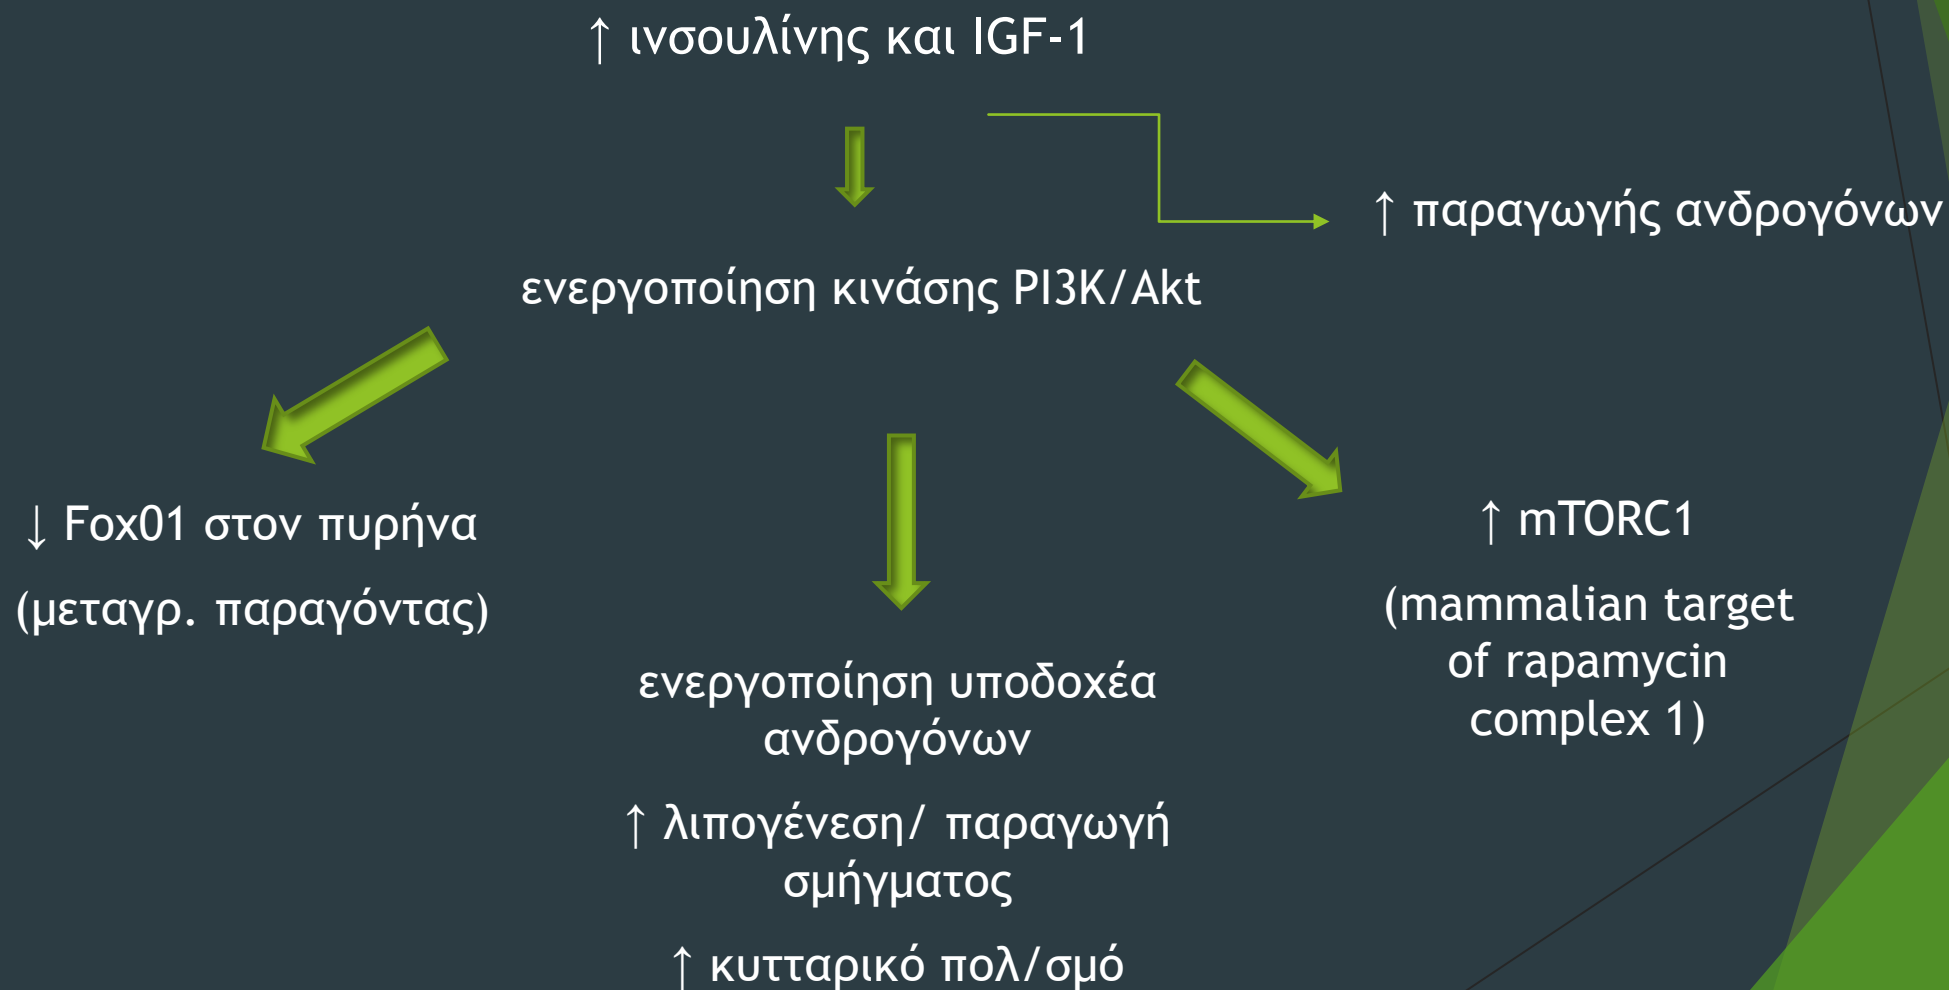 ↑ ινσουλίνης και IGF-1
↑ παραγωγής ανδρογόνων
ενεργοποίηση κινάσης PI3K/Akt
↓ Fox01 στον πυρήνα
(μεταγρ. παραγόντας)
ενεργοποίηση υποδοχέα
ανδρογόνων
↑ λιπογένεση/ παραγωγή
σμήγματος
↑ κυτταρικό πολ/σμό
↑ mTORC1
(mammalian target
of rapamycin
complex 1)